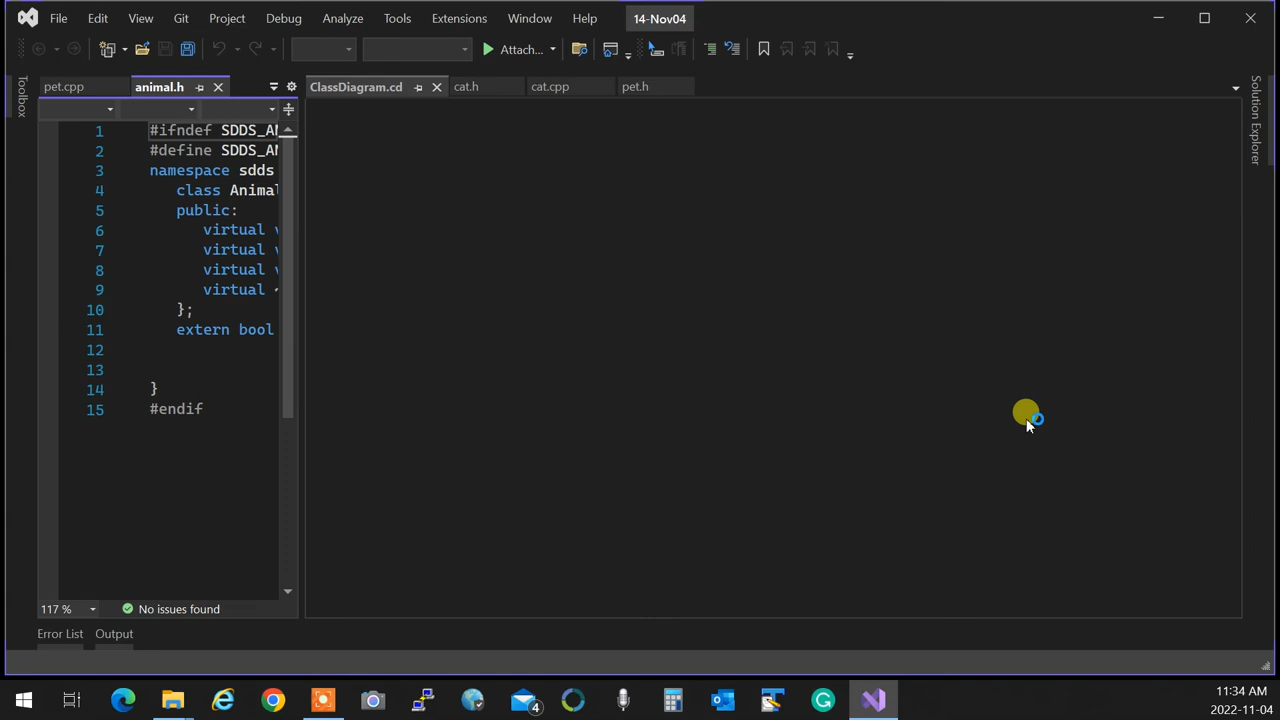 File Edit View Git Project Debug Analyze Tools Extensions Window Help 14-Nov04
Attach...
Toolbox
pet.cpp animal.h ClassDiagram.cd cat.h cat.cpp pet.h
Solution Explorer
1 #ifndef SDDS_AN
2 #define SDDS_AN
3 namespace sdds
4 class Animal
5 public:
6 virtual v
7 virtual v
8 virtual v
9 virtual ~
10 };
11 extern bool
12
13
14 }
15 #endif
117 % No issues found
Error List Output
4
11:34 AM
2022-11-04